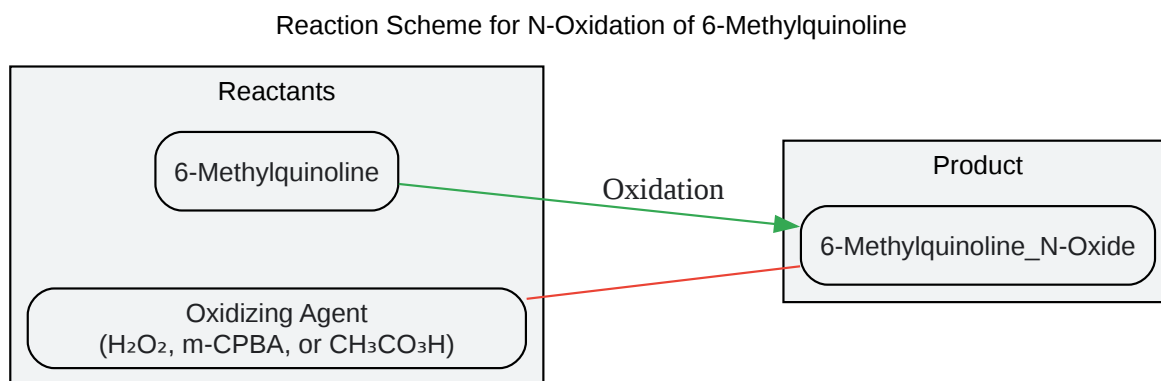 Reaction Scheme for N-Oxidation of 6-Methylquinoline
Reactants
6-Methylquinoline
Oxidation
Product
6-Methylquinoline_N-Oxide
Oxidizing Agent
(H₂O₂, m-CPBA, or CH₃CO₃H)